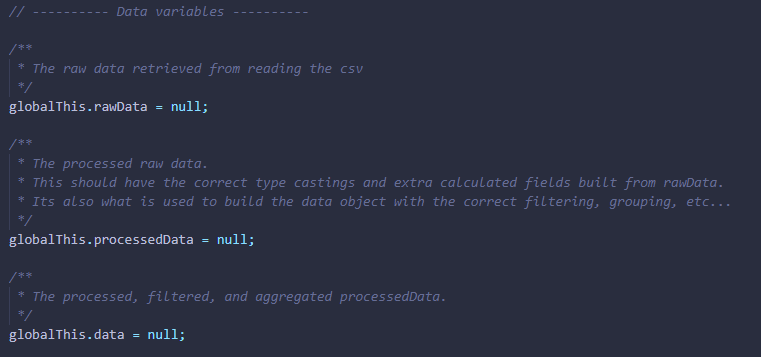 // ---------- Data variables ----------
/**
* The raw data retrieved from reading the csv
*/
globalThis.rawData = null;
/**
* The processed raw data.
* This should have the correct type castings and extra calculated fields built from rawData.
* Its also what is used to build the data object with the correct filtering, grouping, etc...
*/
globalThis.processedData = null;
/**
* The processed, filtered, and aggregated processedData.
*/
globalThis.data = null;